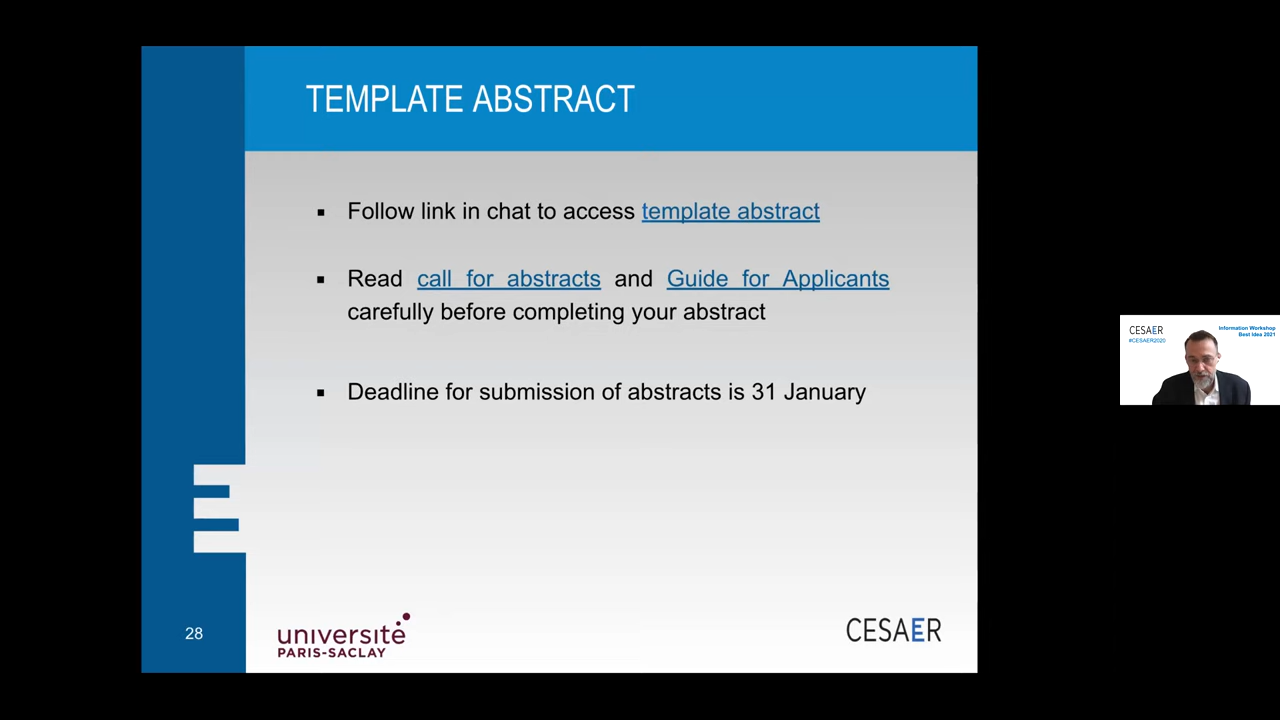 TEMPLATE ABSTRACT
▪ Follow link in chat to access template abstract
▪ Read call for abstracts and Guide for Applicants
carefully before completing your abstract
▪ Deadline for submission of abstracts is 31 January
28
université
PARIS-SACLAY
CESAER
CESAER
#CESAER2020
Information Workshop
Best Idea 2021